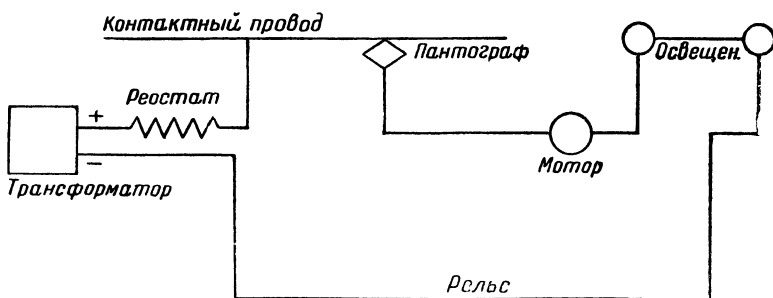 Контактный провод
Пантограф
Освещен.
Реостат
+
−
Мотор
Трансформатор
Рельс